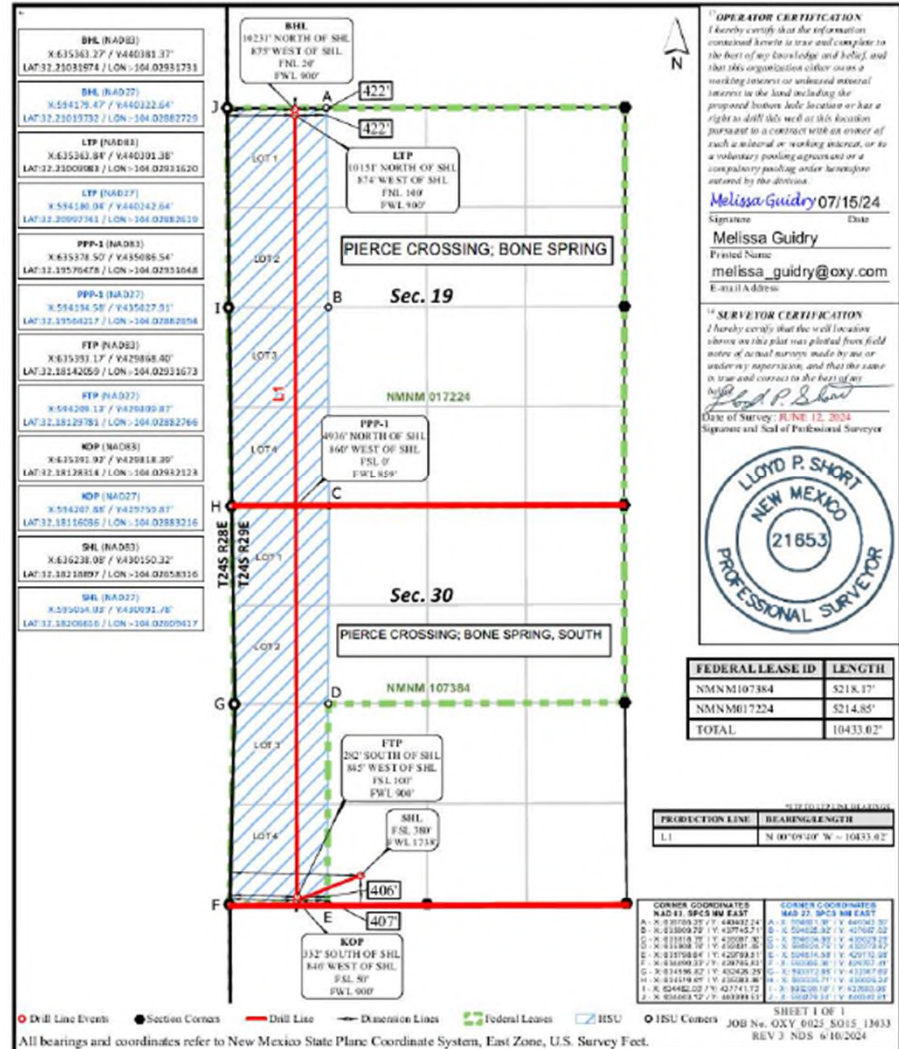 BHL (NAD83)
X:635363.27' / Y:440381.37'
LAT:32.21031974 / LON:-104.02931731
BHL (NAD27)
X:594179.47' / Y:440322.64'
LAT:32.21019732 / LON:-104.02882729
LTP (NAD83)
X:635363.84' / Y:440301.38'
LAT:32.21009983 / LON:-104.02931620
LTP (NAD27)
X:594180.04' / Y:440242.64'
LAT:32.20997741 / LON:-104.02882619
PPP-1 (NAD83)
X:635378.50' / Y:435086.54'
LAT:32.19576478 / LON:-104.02931648
PPP-1 (NAD27)
X:594194.58' / Y:435027.91'
LAT:32.19564217 / LON:-104.02882694
FTP (NAD83)
X:635393.17' / Y:429868.40'
LAT:32.18142059 / LON:-104.02931673
FTP (NAD27)
X:594209.13' / Y:429809.87'
LAT:32.18129781 / LON:-104.02882766
KOP (NAD83)
X:635391.92' / Y:429818.39'
LAT:32.18128314 / LON:-104.02932123
KOP (NAD27)
X:594207.88' / Y:429759.87'
LAT:32.18116036 / LON:-104.02883216
SHL (NAD83)
X:636238.08' / Y:430150.32'
LAT:32.18218897 / LON:-104.02658316
SHL (NAD27)
X:595054.03' / Y:430091.78'
LAT:32.18206616 / LON:-104.02609417
BHL
10231' NORTH OF SHL
875' WEST OF SHL
FNL 20'
FWL 900'
N
J
A
422'
422'
LTP
10151' NORTH OF SHL
874' WEST OF SHL
FNL 100'
FWL 900'
LOT 1
PIERCE CROSSING; BONE SPRING
LOT 2
Sec. 19
I
B
LOT 3
L1
NMNM 017224
PPP-1
4936' NORTH OF SHL
860' WEST OF SHL
FSL 0'
FWL 859'
LOT 4
C
H
T24S R28E
T24S R29E
LOT 1
Sec. 30
PIERCE CROSSING; BONE SPRING, SOUTH
LOT 2
NMNM 107384
D
G
LOT 3
FTP
282' SOUTH OF SHL
845' WEST OF SHL
FSL 100'
FWL 900'
SHL
FSL 380'
FWL 1738'
LOT 4
406'
F
E
407'
KOP
332' SOUTH OF SHL
846' WEST OF SHL
FSL 50'
FWL 900'
17 OPERATOR CERTIFICATION
I hereby certify that the information
contained herein is true and complete to
the best of my knowledge and belief, and
that this organization either owns a
working interest or unleased mineral
interest in the land including the
proposed bottom hole location or has a
right to drill this well at this location
pursuant to a contract with an owner of
such a mineral or working interest, or to
a voluntary pooling agreement or a
compulsory pooling order heretofore
entered by the division.
Melissa Guidry 07/15/24
Signature Date
Melissa Guidry
Printed Name
melissa_guidry@oxy.com
E-mail Address
SURVEYOR CERTIFICATION
I hereby certify that the well location
shown on this plat was plotted from field
notes of actual surveys made by me or
under my supervision, and that the same
is true and correct to the best of my
belief.
Lloyd P. Short
Date of Survey: JUNE 12, 2024
Signature and Seal of Professional Surveyor
LLOYD P. SHORT
NEW MEXICO
21653
PROFESSIONAL SURVEYOR
FEDERAL LEASE ID LENGTH
NMNM107384 5218.17'
NMNM017224 5214.85'
TOTAL 10433.02'
*FTP TO LTP LINE BEARINGS
PRODUCTION LINE BEARING/LENGTH
L1 N 00°09'40" W ~ 10433.02'
CORNER COORDINATES
NAD 83, SPCS NM EAST
CORNER COORDINATES
NAD 27, SPCS NM EAST
Drill Line Events Section Corners Drill Line Dimension Lines Federal Leases HSU HSU Corners
SHEET 1 OF 1
JOB No. OXY_0025_SO15_13033
REV 3 NDS 6/10/2024
All bearings and coordinates refer to New Mexico State Plane Coordinate System, East Zone, U.S. Survey Feet.